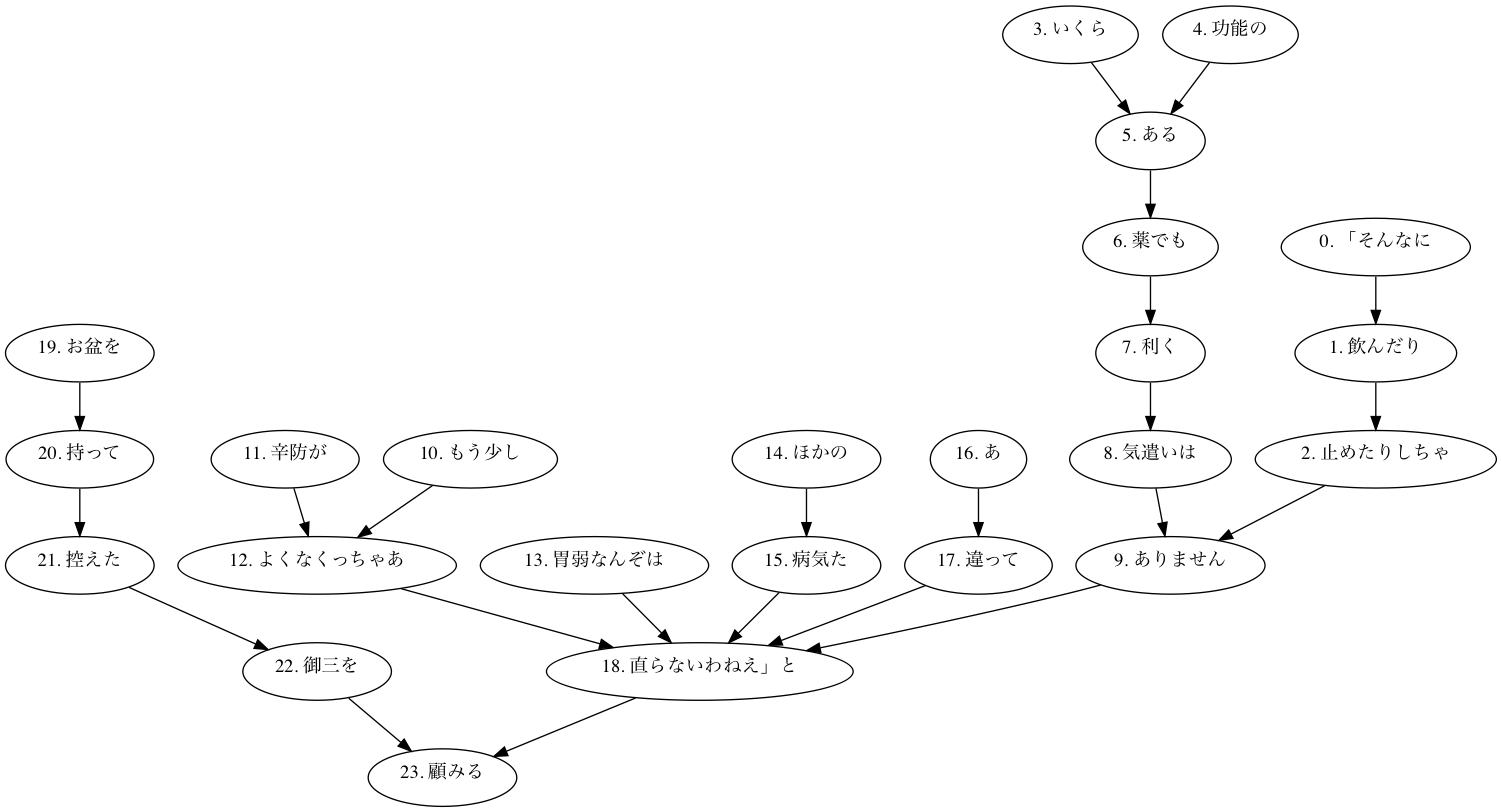 3. いくら
4. 功能の
5. ある
6. 薬でも
0. 「そんなに
19. お盆を
7. 利く
1. 飲んだり
20. 持って
11. 辛防が
10. もう少し
14. ほかの
16. あ
8. 気遣いは
2. 止めたりしちゃ
21. 控えた
12. よくなくっちゃあ
13. 胃弱なんぞは
15. 病気た
17. 違って
9. ありません
22. 御三を
18. 直らないわねえ」と
23. 顧みる